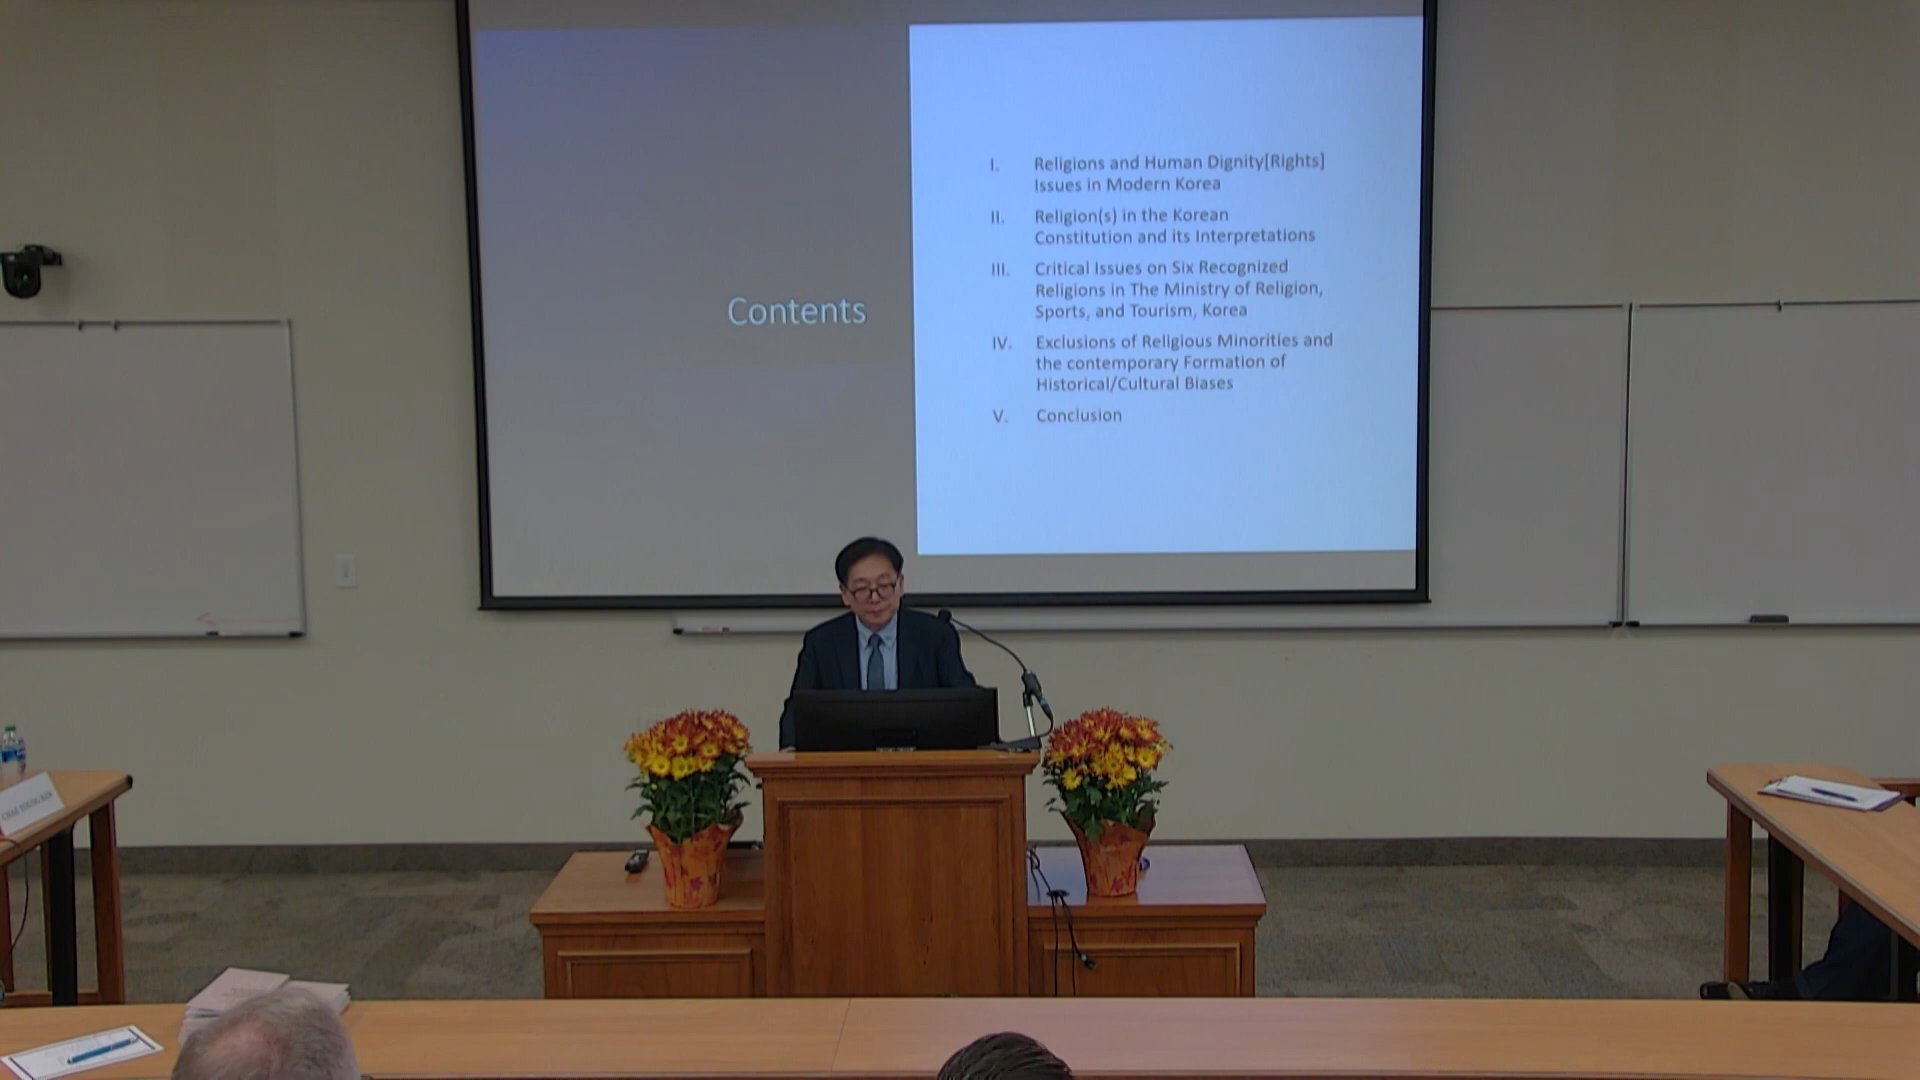 Contents
I. Religions and Human Dignity[Rights]
Issues in Modern Korea
II. Religion(s) in the Korean
Constitution and its Interpretations
III. Critical Issues on Six Recognized
Religions in The Ministry of Religion,
Sports, and Tourism, Korea
IV. Exclusions of Religious Minorities and
the contemporary Formation of
Historical/Cultural Biases
V. Conclusion
YOUNG KIM